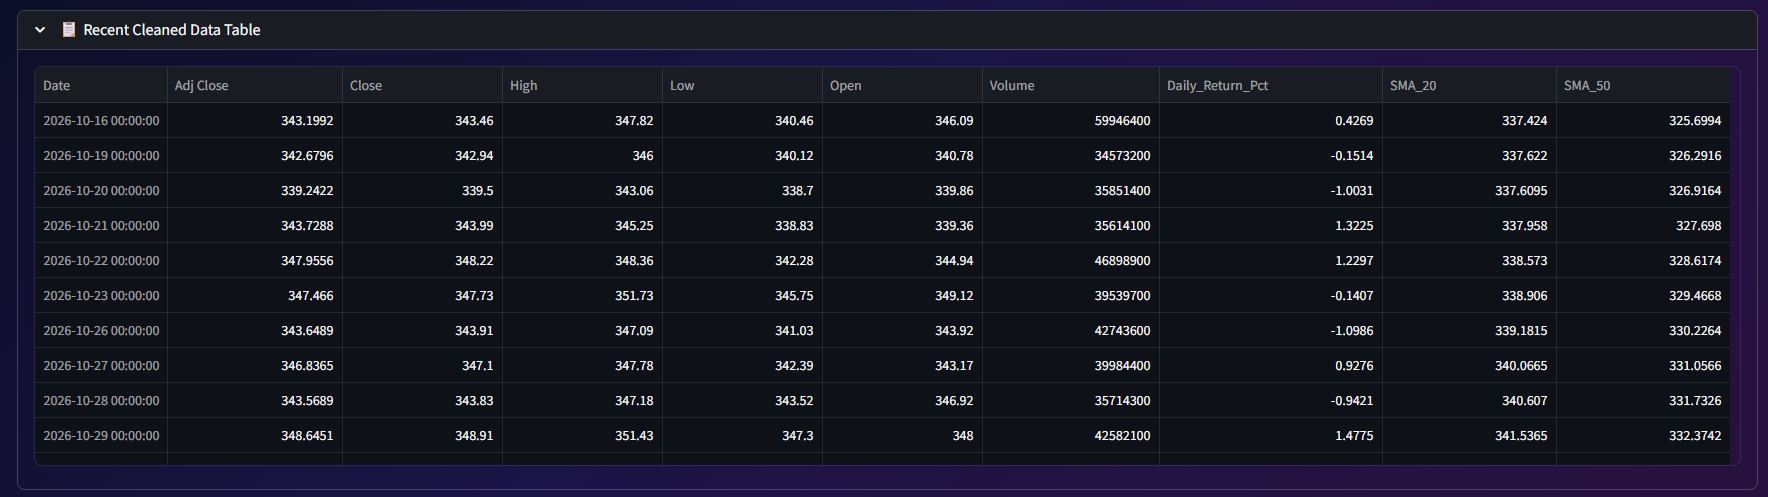 Recent Cleaned Data Table
Date Adj Close Close High Low Open Volume Daily_Return_Pct SMA_20 SMA_50
2026-10-16 00:00:00 343.1992 343.46 347.82 340.46 346.09 59946400 0.4269 337.424 325.6994
2026-10-19 00:00:00 342.6796 342.94 346 340.12 340.78 34573200 -0.1514 337.622 326.2916
2026-10-20 00:00:00 339.2422 339.5 343.06 338.7 339.86 35851400 -1.0031 337.6095 326.9164
2026-10-21 00:00:00 343.7288 343.99 345.25 338.83 339.36 35614100 1.3225 337.958 327.698
2026-10-22 00:00:00 347.9556 348.22 348.36 342.28 344.94 46898900 1.2297 338.573 328.6174
2026-10-23 00:00:00 347.466 347.73 351.73 345.75 349.12 39539700 -0.1407 338.906 329.4668
2026-10-26 00:00:00 343.6489 343.91 347.09 341.03 343.92 42743600 -1.0986 339.1815 330.2264
2026-10-27 00:00:00 346.8365 347.1 347.78 342.39 343.17 39984400 0.9276 340.0665 331.0566
2026-10-28 00:00:00 343.5689 343.83 347.18 343.52 346.92 35714300 -0.9421 340.607 331.7326
2026-10-29 00:00:00 348.6451 348.91 351.43 347.3 348 42582100 1.4775 341.5365 332.3742